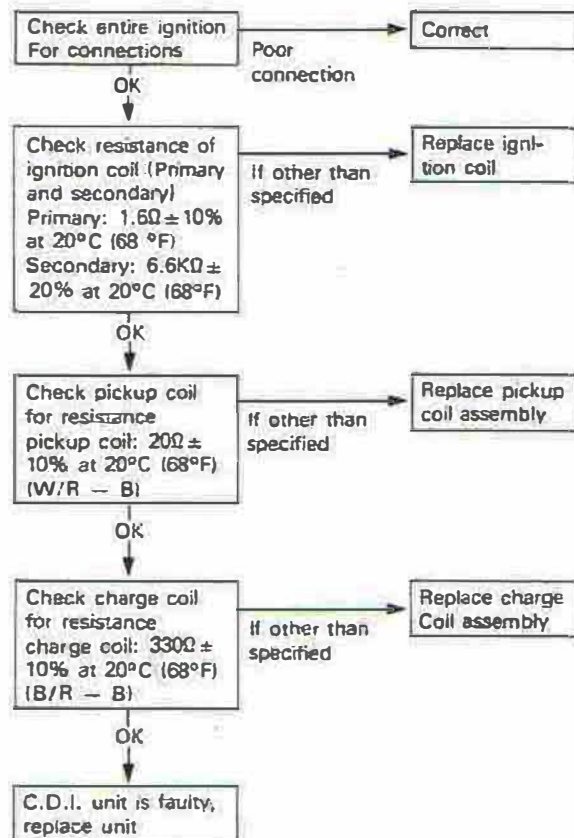 Check entire ignition
For connections
Poor
connection
Correct
OK
Check resistance of
ignition coil (Primary
and secondary)
Primary: 1.6Ω ± 10%
at 20°C (68 °F)
Secondary: 6.6KΩ ±
20% at 20°C (68°F)
If other than
specified
Replace igni-
tion coil
OK
Check pickup coil
for resistance
pickup coil: 20Ω ±
10% at 20°C (68°F)
(W/R — B)
If other than
specified
Replace pickup
coil assembly
OK
Check charge coil
for resistance
charge coil: 330Ω ±
10% at 20°C (68°F)
(B/R — B)
If other than
specified
Replace charge
Coil assembly
OK
C.D.I. unit is faulty,
replace unit